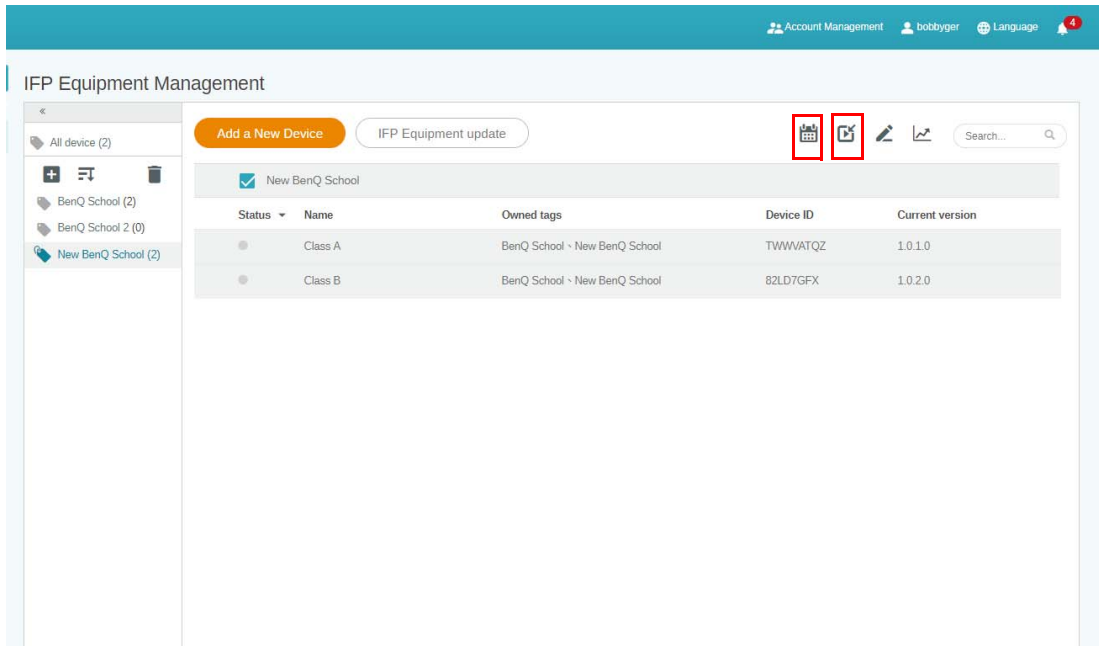 Account Management bobbyger Language 4
IFP Equipment Management
«
All device (2)
Add a New Device IFP Equipment update Search...
New BenQ School
BenQ School (2)
BenQ School 2 (0)
New BenQ School (2)
Status Name Owned tags Device ID Current version
Class A BenQ School、New BenQ School TWWVATQZ 1.0.1.0
Class B BenQ School、New BenQ School 82LD7GFX 1.0.2.0